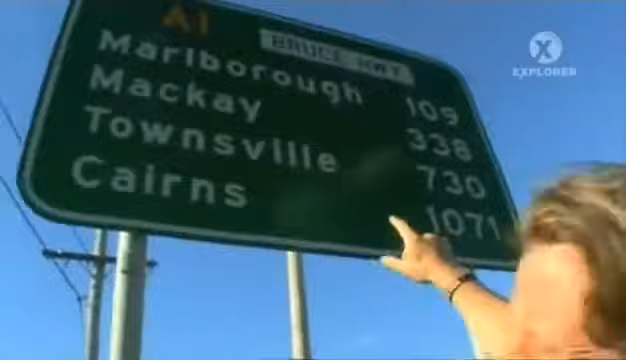 A1
BRUCE HWY
Marlborough 109
Mackay 338
Townsville 730
Cairns 1071
X
EXPLORER